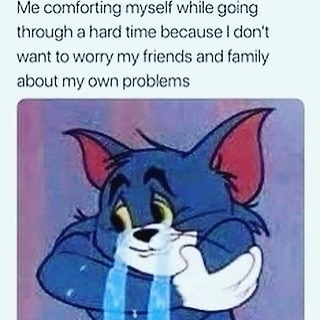 Me comforting myself while going
through a hard time because I don't
want to worry my friends and family
about my own problems